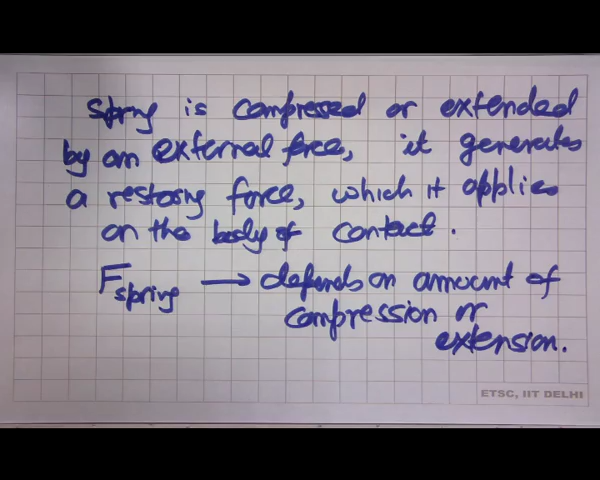 Spring is compressed or extended
by an external force, it generates
a restoring force, which it applies
on the body of contact.
F spring → depends on amount of
compression or
extension.
ETSC, IIT DELHI